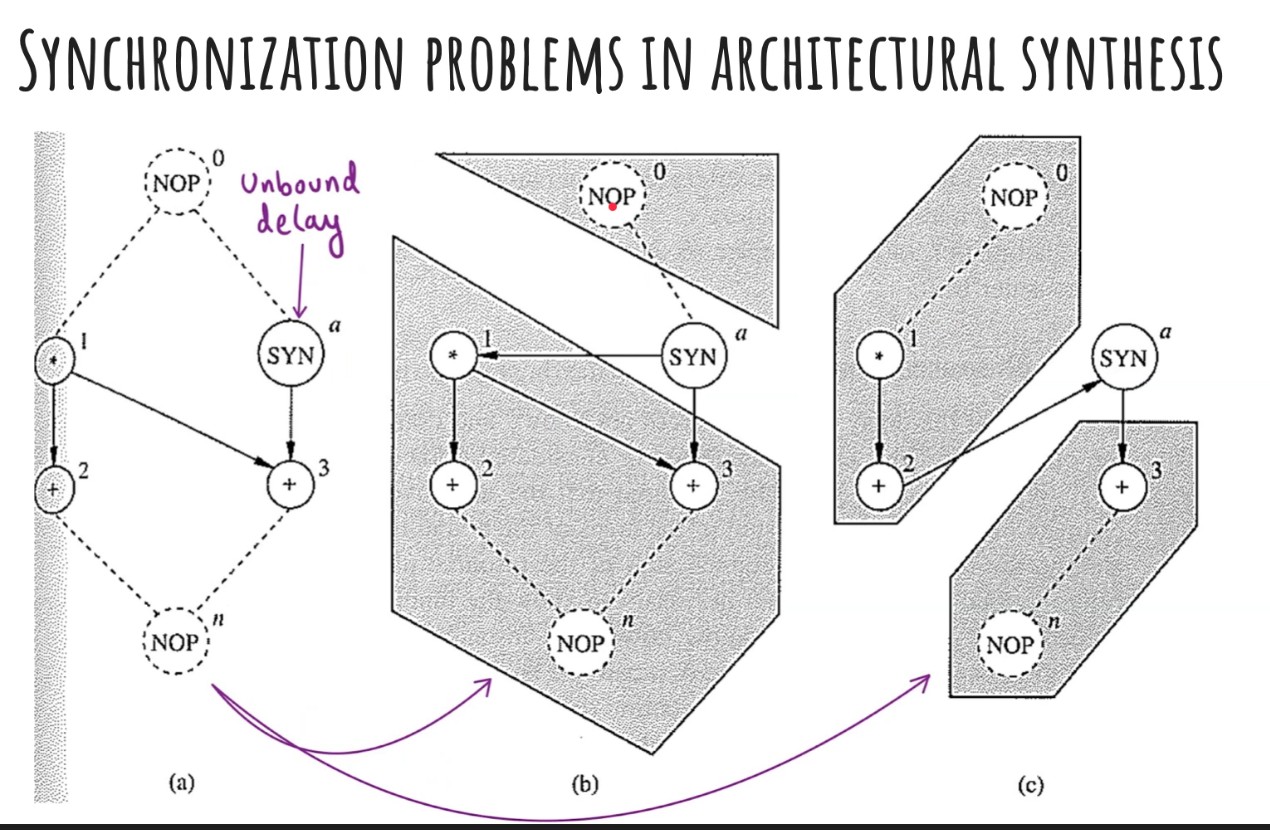 SYNCHRONIZATION PROBLEMS IN ARCHITECTURAL SYNTHESIS
NOP 0
Unbound
delay
* 1
SYN a
+ 2
+ 3
NOP n
(a)
NOP 0
* 1
SYN a
+ 2
+ 3
NOP n
(b)
NOP 0
* 1
SYN a
+ 2
+ 3
NOP n
(c)